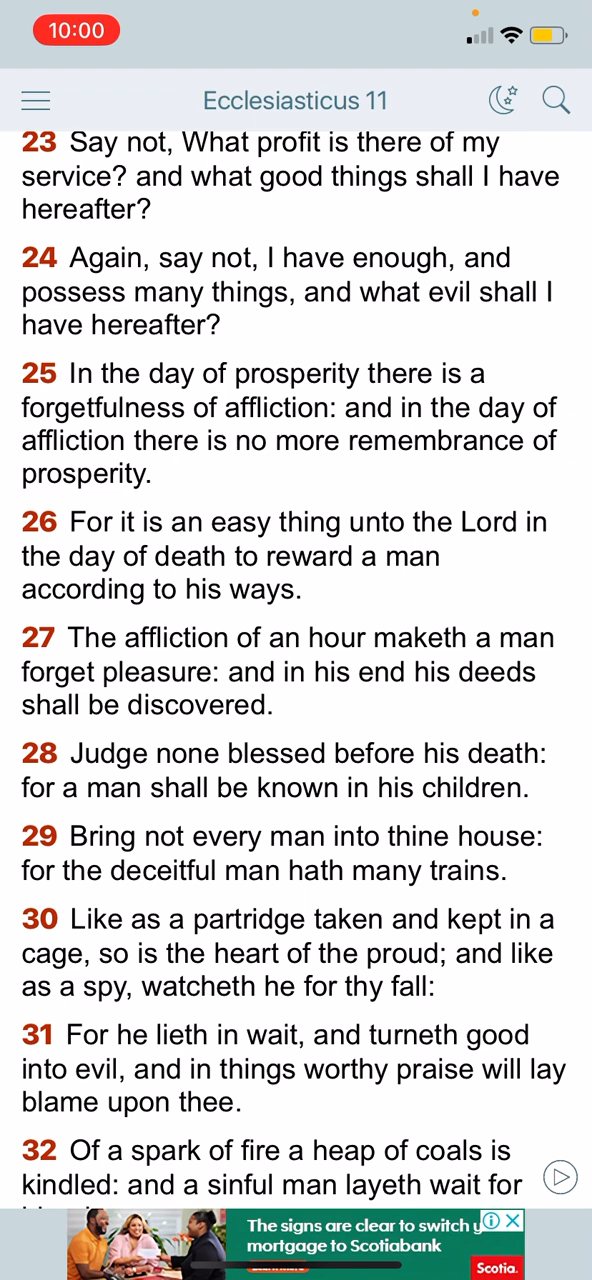 10:00
Ecclesiasticus 11
23 Say not, What profit is there of my
service? and what good things shall I have
hereafter?
24 Again, say not, I have enough, and
possess many things, and what evil shall I
have hereafter?
25 In the day of prosperity there is a
forgetfulness of affliction: and in the day of
affliction there is no more remembrance of
prosperity.
26 For it is an easy thing unto the Lord in
the day of death to reward a man
according to his ways.
27 The affliction of an hour maketh a man
forget pleasure: and in his end his deeds
shall be discovered.
28 Judge none blessed before his death:
for a man shall be known in his children.
29 Bring not every man into thine house:
for the deceitful man hath many trains.
30 Like as a partridge taken and kept in a
cage, so is the heart of the proud; and like
as a spy, watcheth he for thy fall:
31 For he lieth in wait, and turneth good
into evil, and in things worthy praise will lay
blame upon thee.
32 Of a spark of fire a heap of coals is
kindled: and a sinful man layeth wait for
The signs are clear to switch
mortgage to Scotiabank
Scotia.